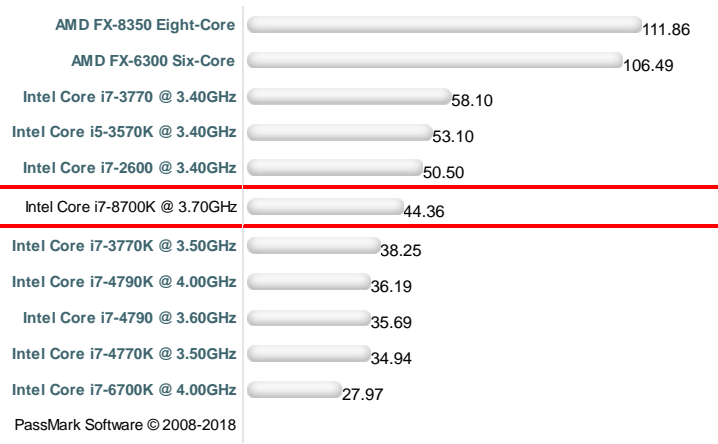 AMD FX-8350 Eight-Core 111.86
AMD FX-6300 Six-Core 106.49
Intel Core i7-3770 @ 3.40GHz 58.10
Intel Core i5-3570K @ 3.40GHz 53.10
Intel Core i7-2600 @ 3.40GHz 50.50
Intel Core i7-8700K @ 3.70GHz 44.36
Intel Core i7-3770K @ 3.50GHz 38.25
Intel Core i7-4790K @ 4.00GHz 36.19
Intel Core i7-4790 @ 3.60GHz 35.69
Intel Core i7-4770K @ 3.50GHz 34.94
Intel Core i7-6700K @ 4.00GHz 27.97
PassMark Software © 2008-2018